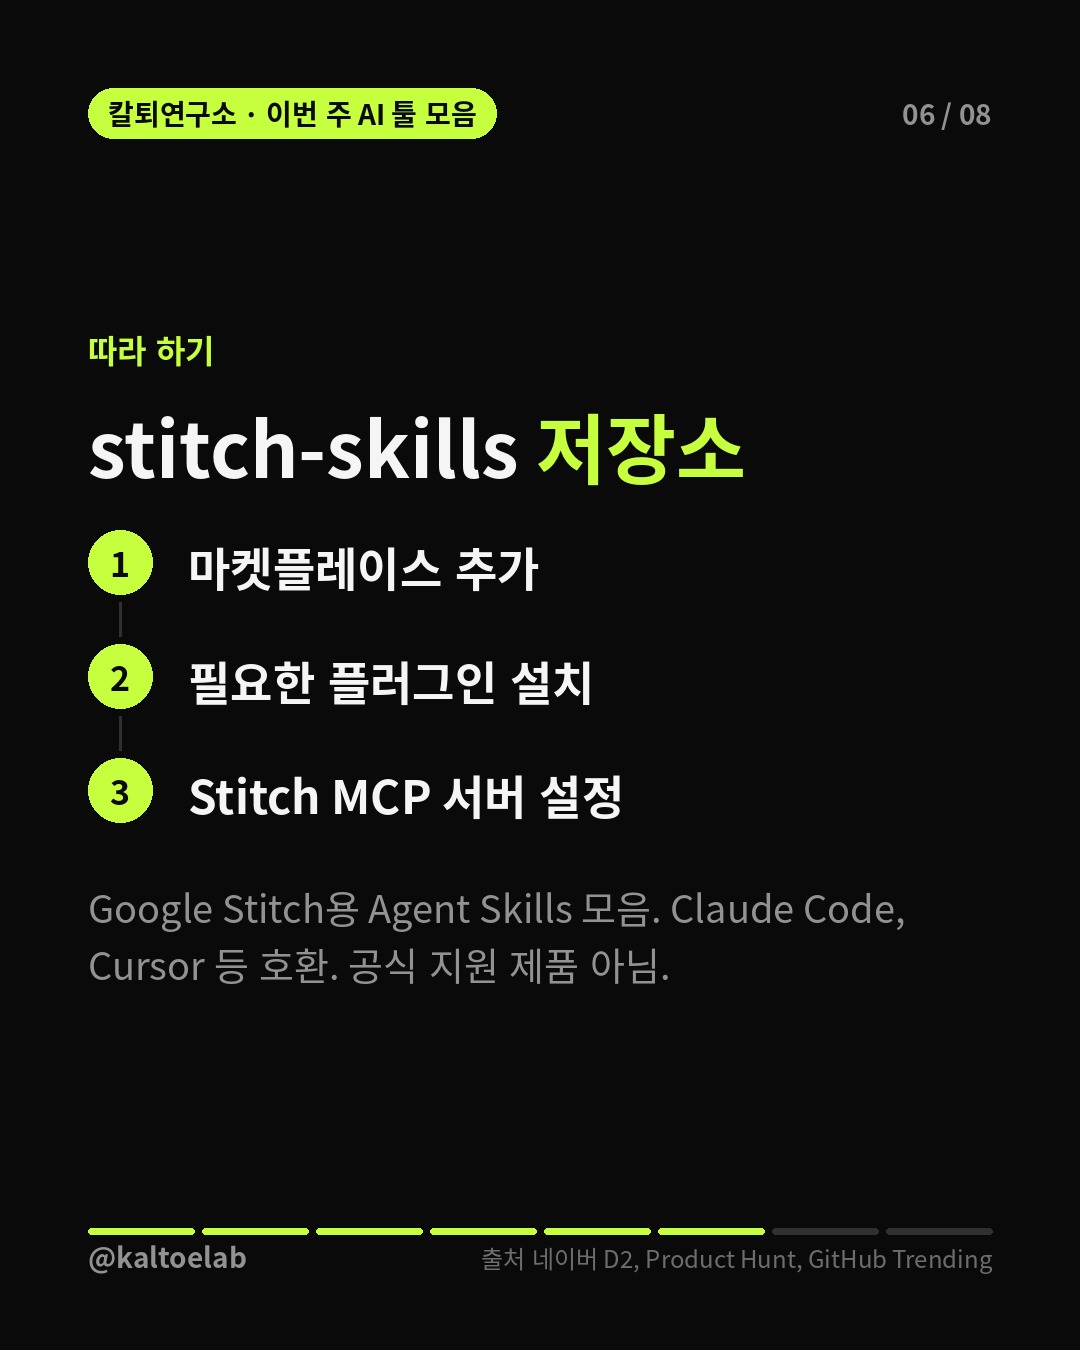 칼퇴연구소 · 이번 주 AI 툴 모음
06 / 08
따라 하기
stitch-skills 저장소
1 마켓플레이스 추가
2 필요한 플러그인 설치
3 Stitch MCP 서버 설정
Google Stitch용 Agent Skills 모음. Claude Code,
Cursor 등 호환. 공식 지원 제품 아님.
@kaltoelab
출처 네이버 D2, Product Hunt, GitHub Trending